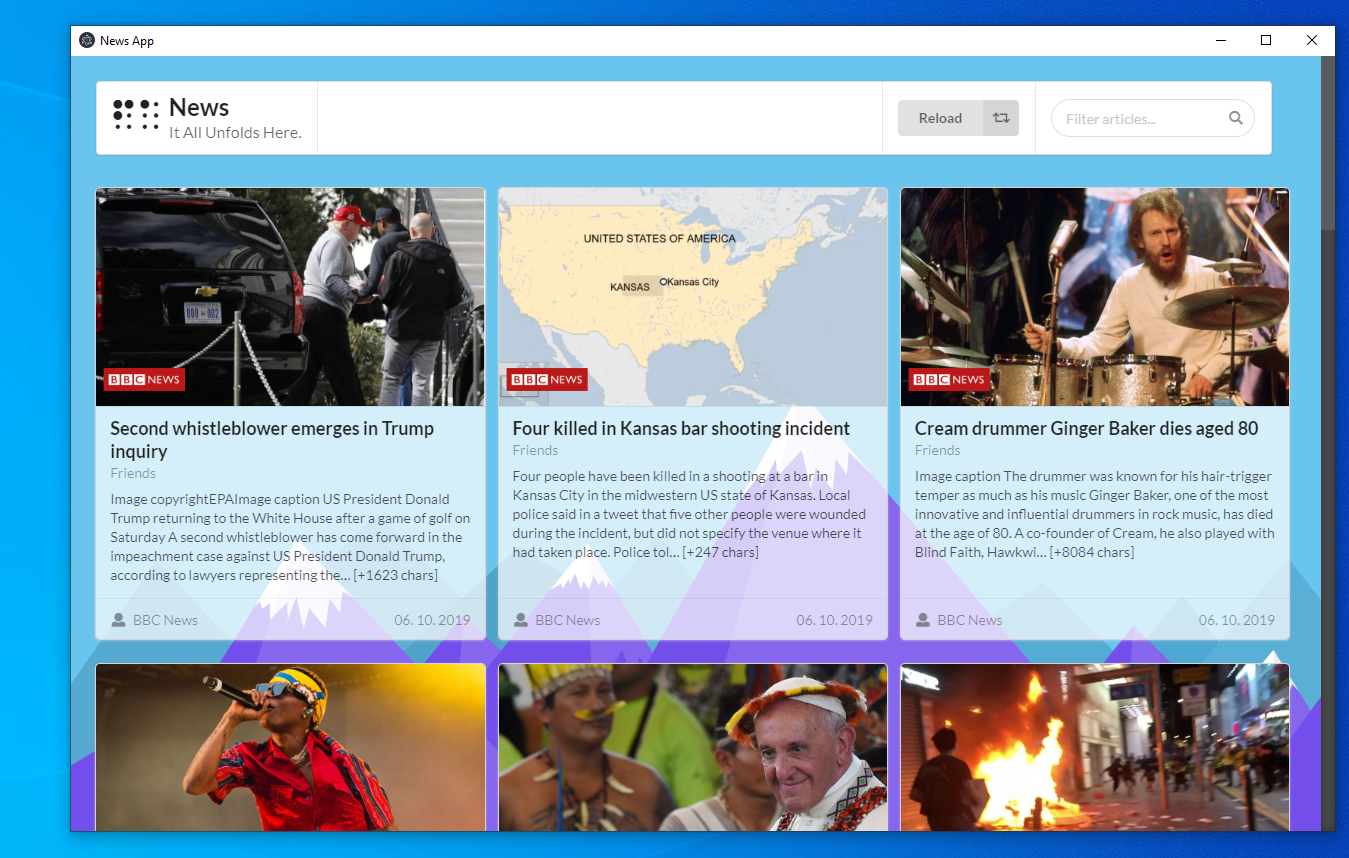 News App
News
It All Unfolds Here.
Reload
Filter articles...
UNITED STATES OF AMERICA
KANSAS
Kansas City
800 002
BBC NEWS
BBC NEWS
BBC NEWS
Second whistleblower emerges in Trump
inquiry
Friends
Image copyrightEPAImage caption US President Donald
Trump returning to the White House after a game of golf on
Saturday A second whistleblower has come forward in the
impeachment case against US President Donald Trump,
according to lawyers representing the… [+1623 chars]
BBC News
06. 10. 2019
Four killed in Kansas bar shooting incident
Friends
Four people have been killed in a shooting at a bar in
Kansas City in the midwestern US state of Kansas. Local
police said in a tweet that five other people were wounded
during the incident, but did not specify the venue where it
had taken place. Police tol… [+247 chars]
BBC News
06. 10. 2019
Cream drummer Ginger Baker dies aged 80
Friends
Image caption The drummer was known for his hair-trigger
temper as much as his music Ginger Baker, one of the most
innovative and influential drummers in rock music, has died
at the age of 80. A co-founder of Cream, he also played with
Blind Faith, Hawkwi… [+8084 chars]
BBC News
06. 10. 2019